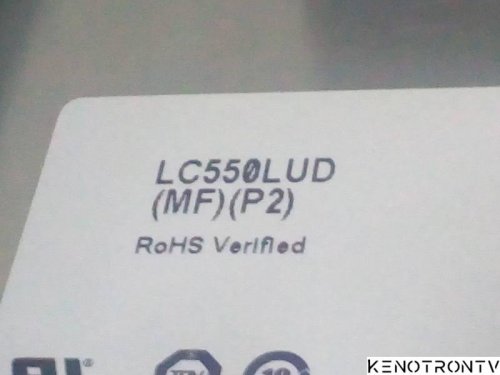 LC550LUD
(MF)(P2)
RoHS Verified
®
KENOTRONTV